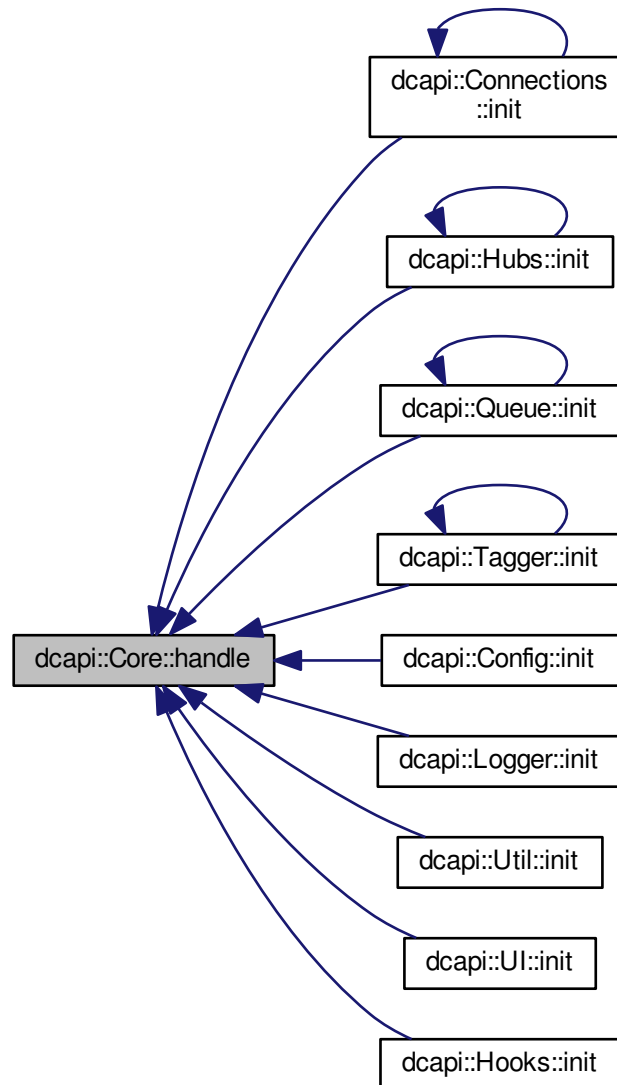 dcapi::Connections
::init
dcapi::Hubs::init
dcapi::Queue::init
dcapi::Tagger::init
dcapi::Core::handle
dcapi::Config::init
dcapi::Logger::init
dcapi::Util::init
dcapi::UI::init
dcapi::Hooks::init